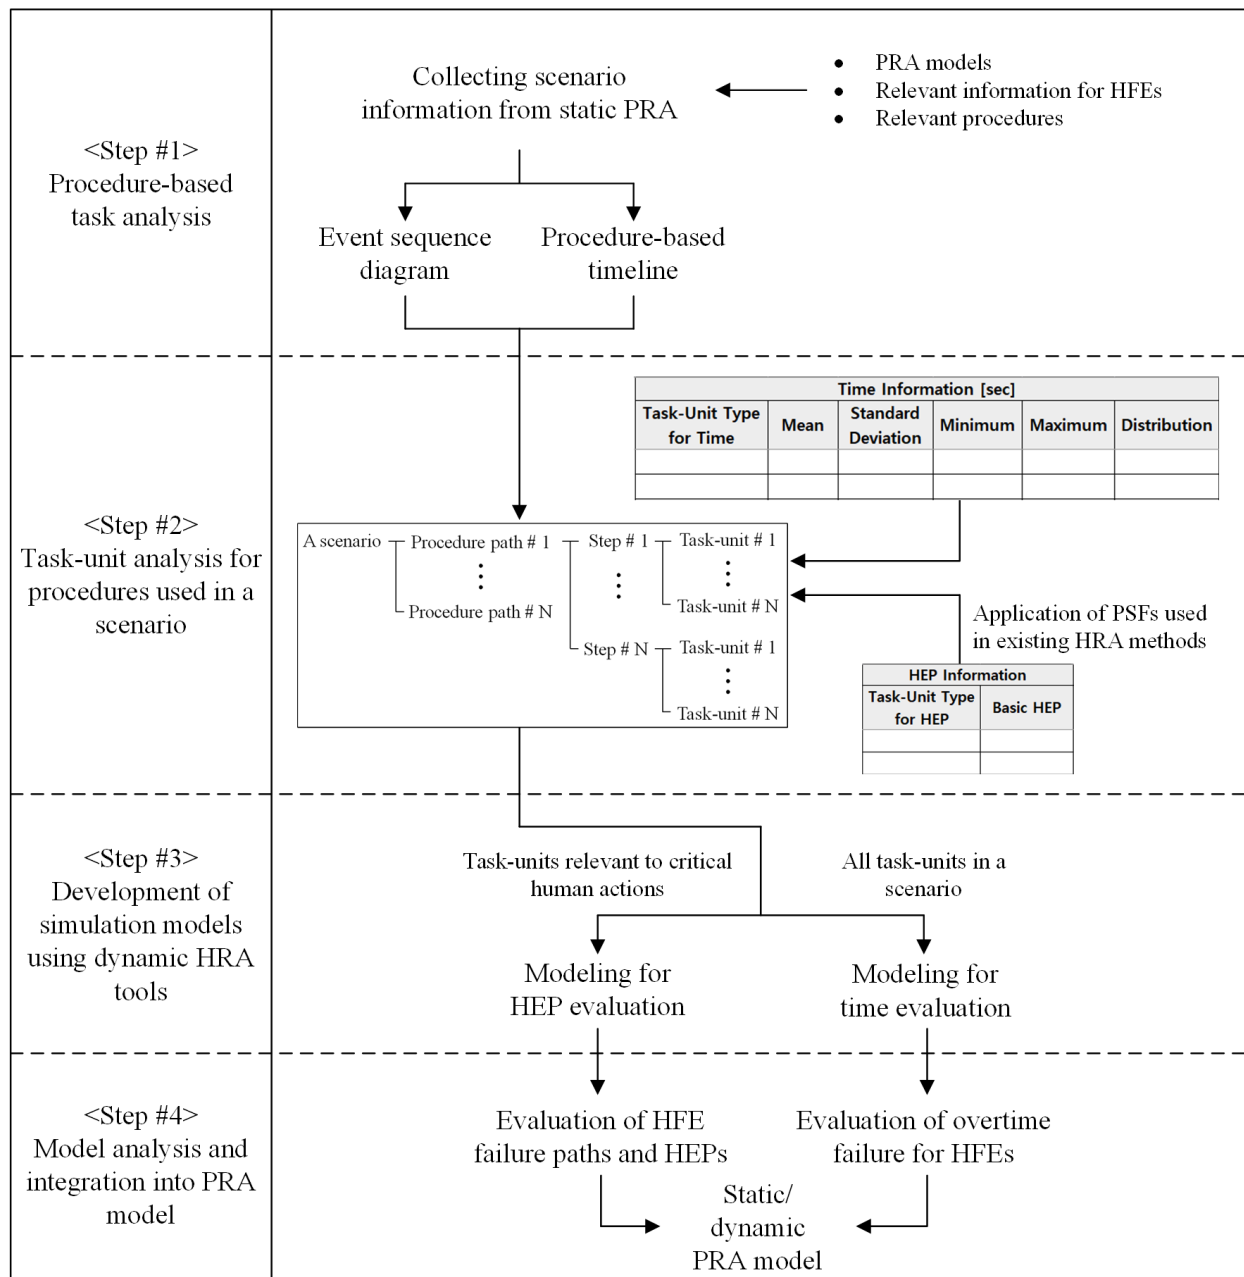 <Step #1>
Procedure-based
task analysis
Collecting scenario
information from static PRA
PRA models
Relevant information for HFEs
Relevant procedures
Event sequence
diagram
Procedure-based
timeline
<Step #2>
Task-unit analysis for
procedures used in a
scenario
Time Information [sec]
Task-Unit Type
for Time
Mean
Standard
Deviation
Minimum
Maximum
Distribution
A scenario
Procedure path # 1
Procedure path # N
Step # 1
Step # N
Task-unit # 1
Task-unit # N
Task-unit # 1
Task-unit # N
Application of PSFs used
in existing HRA methods
HEP Information
Task-Unit Type
for HEP
Basic HEP
<Step #3>
Development of
simulation models
using dynamic HRA
tools
Task-units relevant to critical
human actions
All task-units in a
scenario
Modeling for
HEP evaluation
Modeling for
time evaluation
<Step #4>
Model analysis and
integration into PRA
model
Evaluation of HFE
failure paths and HEPs
Evaluation of overtime
failure for HFEs
Static/
dynamic
PRA model